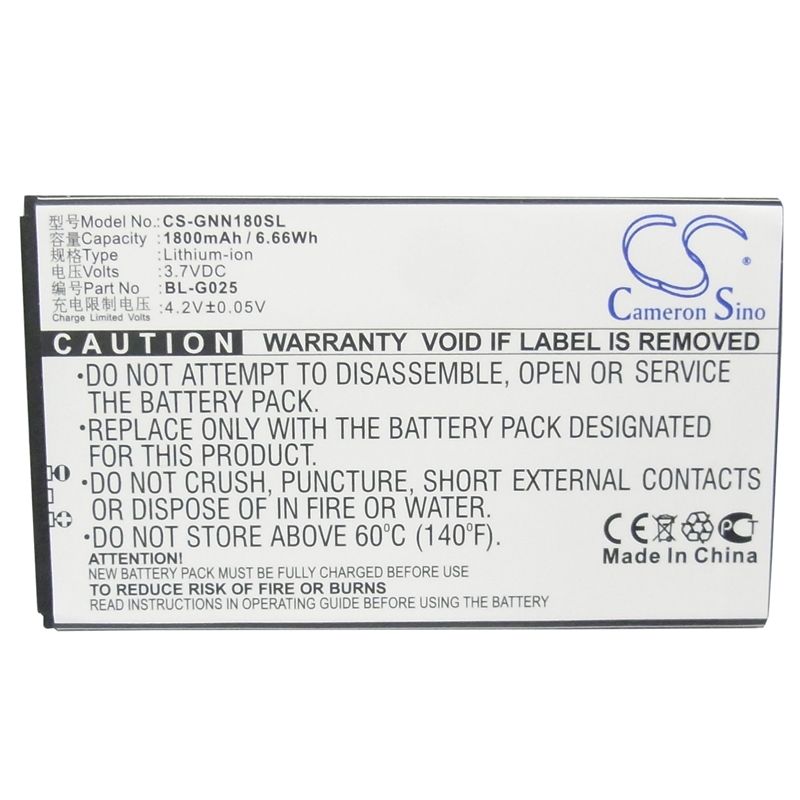 型号Model No.: CS-GNN180SL
容量Capacity: 1800mAh / 6.66Wh
类型Type: Lithium-ion
电压Volts: 3.7VDC
型号Part No: BL-G025
充电限制电压: 4.2V±0.05V
Charge Limited Volts
CS
®
Cameron Sino
CAUTION WARRANTY VOID IF LABEL IS REMOVED
•DO NOT ATTEMPT TO DISASSEMBLE, OPEN OR SERVICE
THE BATTERY PACK.
•REPLACE ONLY WITH THE BATTERY PACK DESIGNATED
FOR THIS EQUIPMENT.
•DO NOT CRUSH, PUNCTURE, SHORT EXTERNAL CONTACTS
OR DISPOSE OF IN FIRE OR WATER.
•DO NOT STORE ABOVE 60°C (140°F).
ATTENTION!
NEW BATTERY PACK MUST BE FULLY CHARGED BEFORE USE
TO REDUCE RISK OF FIRE OR BURNS
READ INSTRUCTIONS IN OPERATING GUIDE BEFORE USING THE BATTERY
CE
Made In China